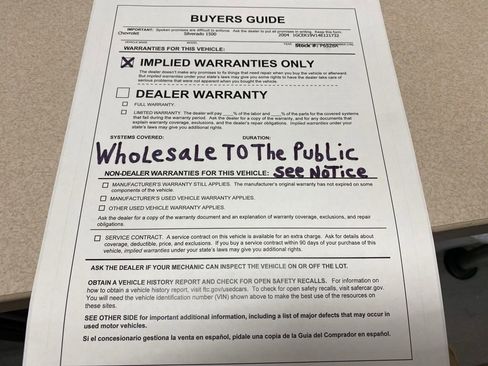 BUYERS GUIDE
IMPORTANT: Spoken promises are difficult to enforce. Ask the dealer to put all promises in writing. Keep this form.
Chevrolet Silverado 1500 2004
VEHICLE MAKE MODEL YEAR
WARRANTIES FOR THIS VEHICLE:
IMPLIED WARRANTIES ONLY
The dealer doesn't make any promises to fix things that need repair when you buy the vehicle or afterward.
But implied warranties under your state's laws may give you some rights to have the dealer take care of
serious problems that were not apparent when you bought the vehicle.
DEALER WARRANTY
FULL WARRANTY.
LIMITED WARRANTY. The dealer will pay ___% of the labor and ___% of the parts for the covered systems
that fail during the warranty period. Ask the dealer for a copy of the warranty, and for any documents that
explain warranty coverage, exclusions, and the dealer's repair obligations. Implied warranties under your
state's laws may give you additional rights.
SYSTEMS COVERED: DURATION:
WHoLeSaLe TO The PubLic
NON-DEALER WARRANTIES FOR THIS VEHICLE: See NoTice
MANUFACTURER'S WARRANTY STILL APPLIES. The manufacturer's original warranty has not expired on some
components of the vehicle.
MANUFACTURER'S USED VEHICLE WARRANTY APPLIES.
OTHER USED VEHICLE WARRANTY APPLIES.
Ask the dealer for a copy of the warranty document and an explanation of warranty coverage, exclusions, and repair
obligations.
SERVICE CONTRACT. A service contract on this vehicle is available for an extra charge. Ask for details about
coverage, deductible, price, and exclusions. If you buy a service contract within 90 days of your purchase of this
vehicle, implied warranties under your state's laws may give you additional rights.
ASK THE DEALER IF YOUR MECHANIC CAN INSPECT THE VEHICLE ON OR OFF THE LOT.
OBTAIN A VEHICLE HISTORY REPORT AND CHECK FOR OPEN SAFETY RECALLS. For information on
how to obtain a vehicle history report, visit ftc.gov/usedcars. To check for open safety recalls, visit safercar.gov.
You will need the vehicle identification number (VIN) shown above to make the best use of the resources on
these sites.
SEE OTHER SIDE for important additional information, including a list of major defects that may occur in
used motor vehicles.
Si el concesionario gestiona la venta en español, pídale una copia de la Guía del Comprador en español.